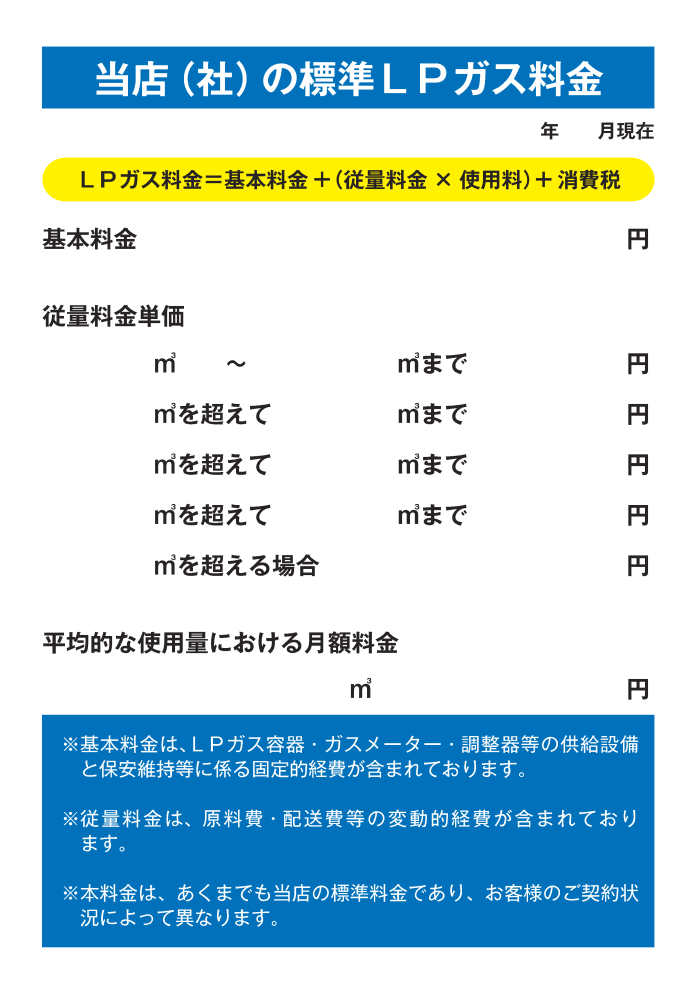 当店（社）の標準ＬＰガス料金
年　　月現在
ＬＰガス料金＝基本料金＋（従量料金 × 使用料）＋消費税
基本料金　円
従量料金単価
㎥　～　㎥まで　円
㎥を超えて　㎥まで　円
㎥を超えて　㎥まで　円
㎥を超えて　㎥まで　円
㎥を超える場合　円
平均的な使用量における月額料金
㎥　円
※基本料金は、ＬＰガス容器・ガスメーター・調整器等の供給設備
と保安維持等に係る固定的経費が含まれております。
※従量料金は、原料費・配送費等の変動的経費が含まれており
ます。
※本料金は、あくまでも当店の標準料金であり、お客様のご契約状
況によって異なります。